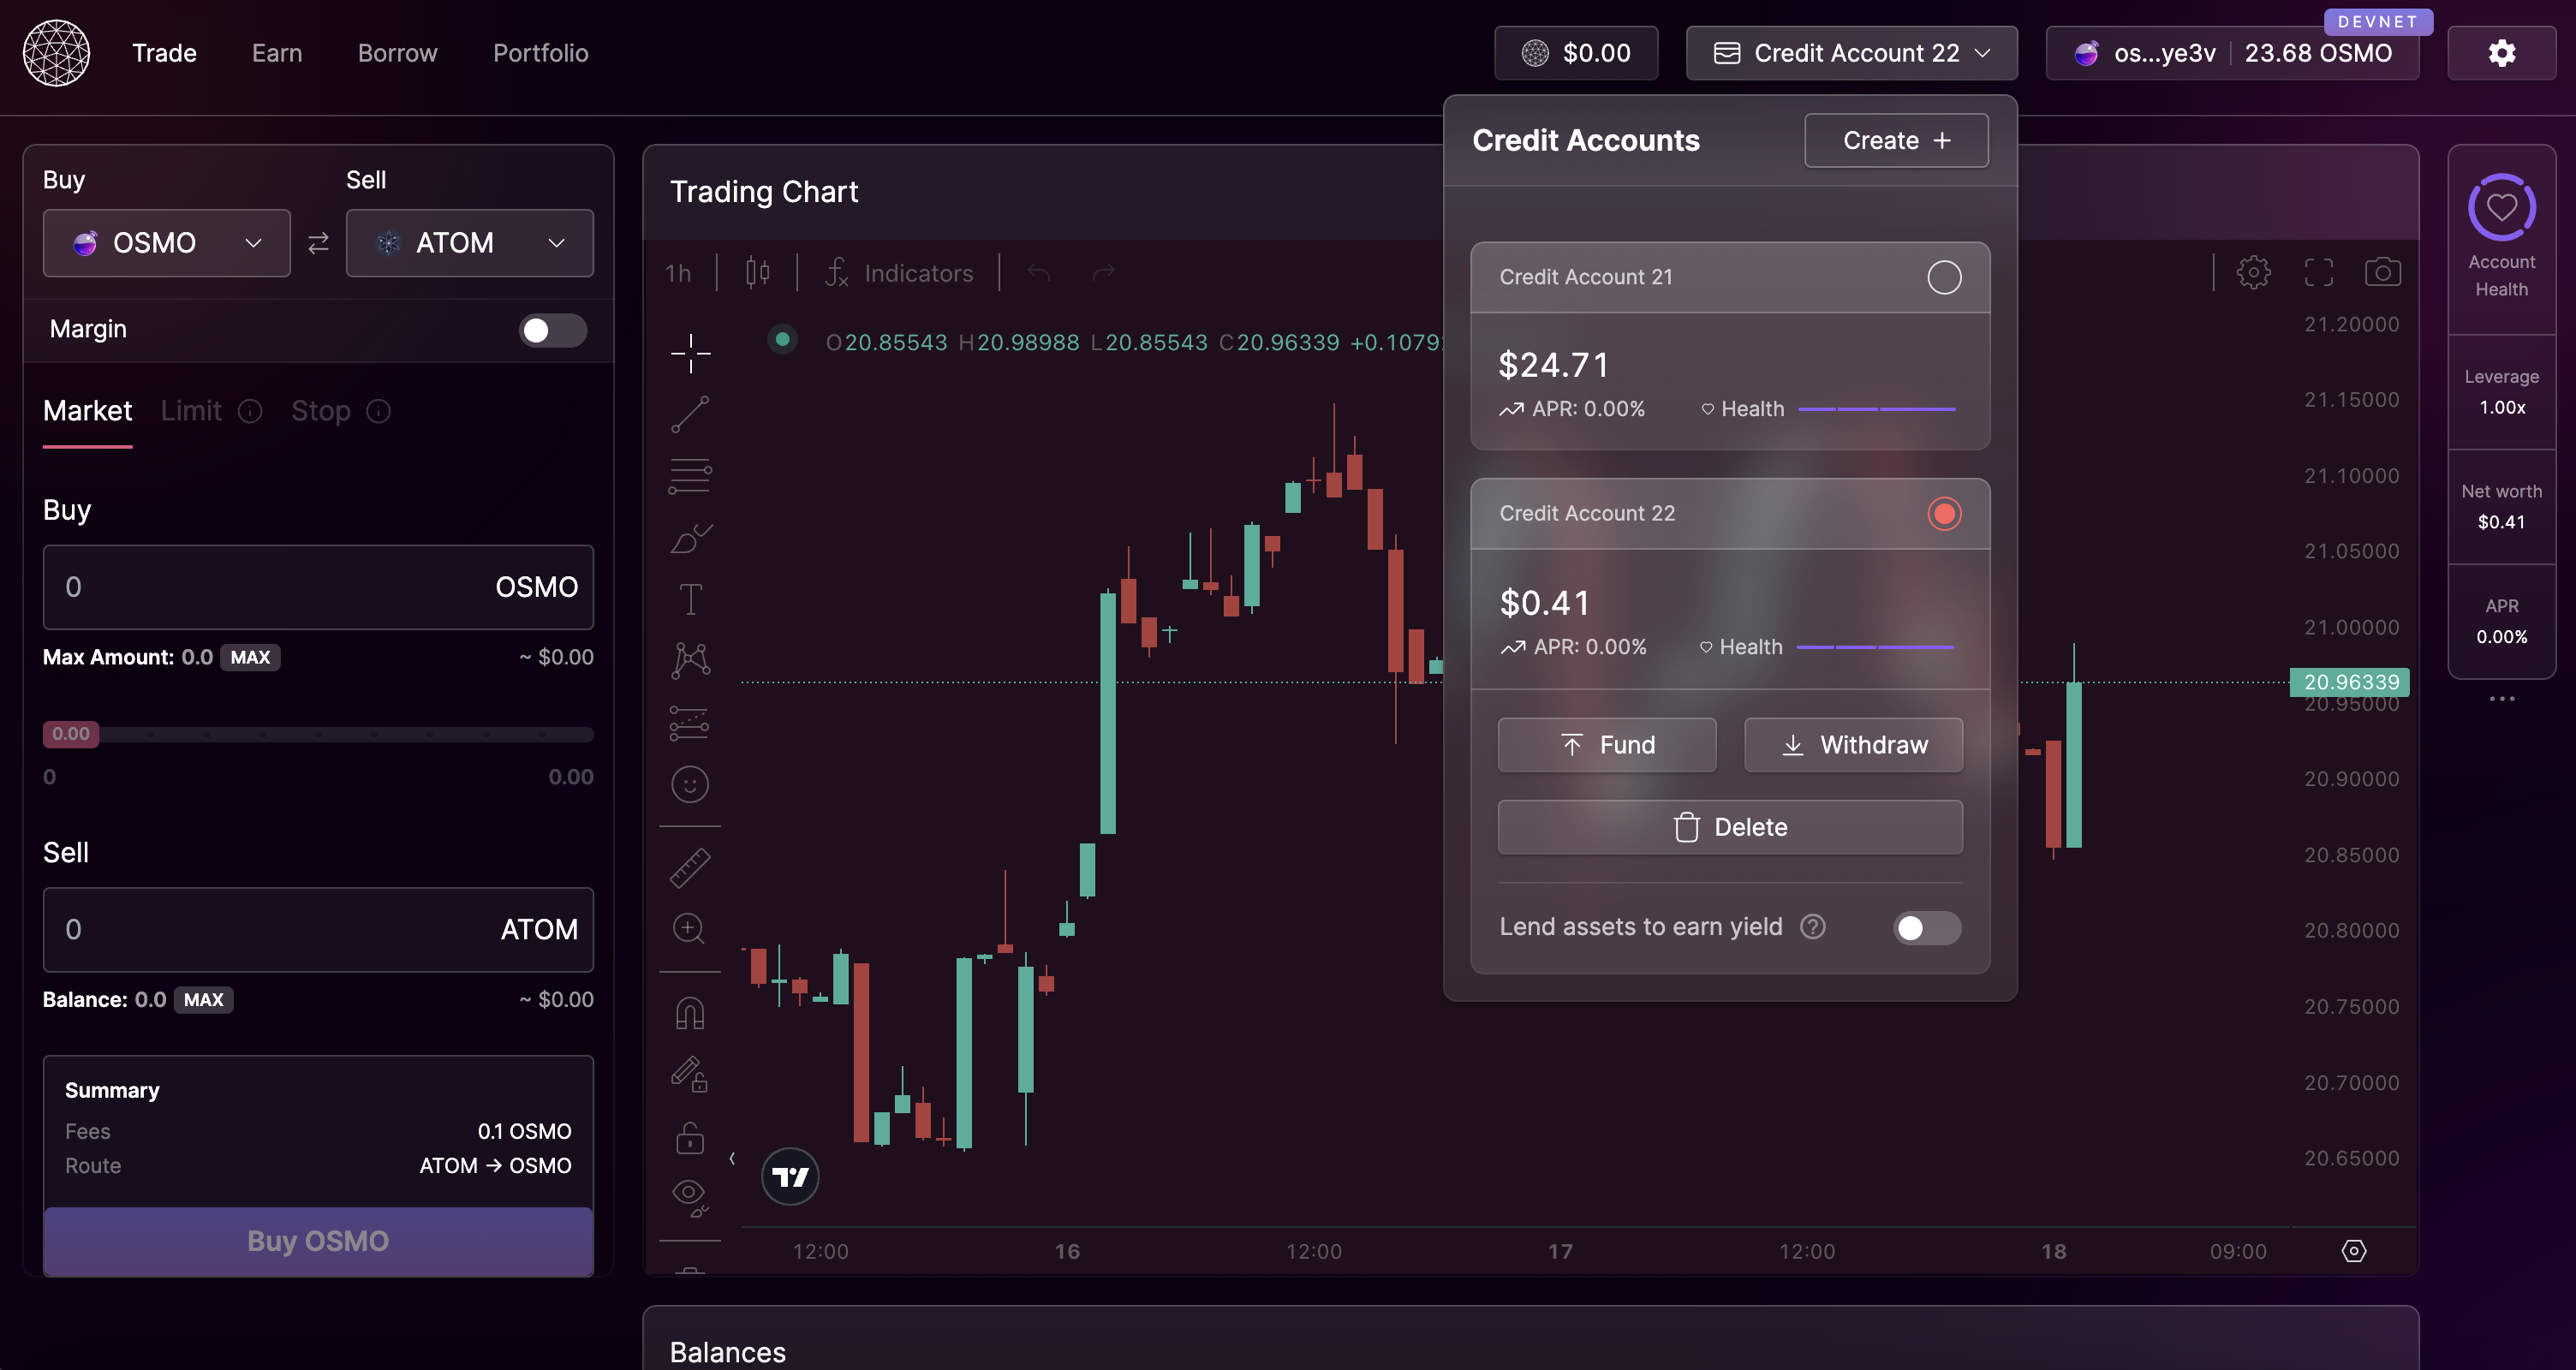 DEVNET
Trade Earn Borrow Portfolio $0.00 Credit Account 22 os...ye3v 23.68 OSMO
Credit Accounts Create +
Credit Account 21
$24.71
APR: 0.00% Health
Credit Account 22
$0.41
APR: 0.00% Health
Fund Withdraw
Delete
Lend assets to earn yield ?
Buy Sell
OSMO ATOM
Margin
Market Limit Stop
Buy
0 OSMO
Max Amount: 0.0 MAX ~ $0.00
0.00
0 0.00
Sell
0 ATOM
Balance: 0.0 MAX ~ $0.00
Summary
Fees 0.1 OSMO
Route ATOM → OSMO
Buy OSMO
Trading Chart
1h Indicators
O20.85543 H20.98988 L20.85543 C20.96339 +0.1079
21.20000
21.15000
21.10000
21.05000
21.00000
20.96339
20.95000
20.90000
20.85000
20.80000
20.75000
20.70000
20.65000
12:00 16 12:00 17 12:00 18 09:00
Balances
Account
Health
Leverage
1.00x
Net worth
$0.41
APR
0.00%